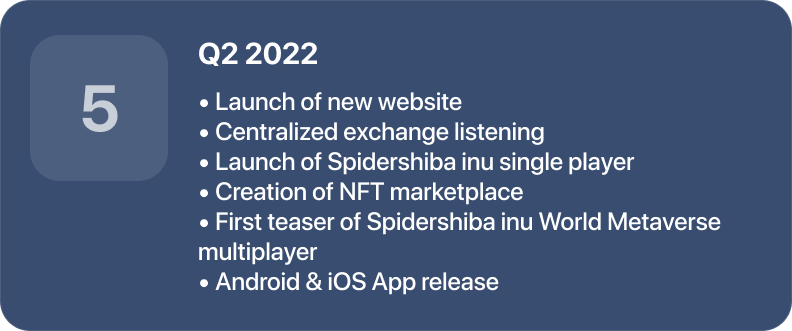 5
Q2 2022
• Launch of new website
• Centralized exchange listening
• Launch of Spidershiba inu single player
• Creation of NFT marketplace
• First teaser of Spidershiba inu World Metaverse
multiplayer
• Android & iOS App release